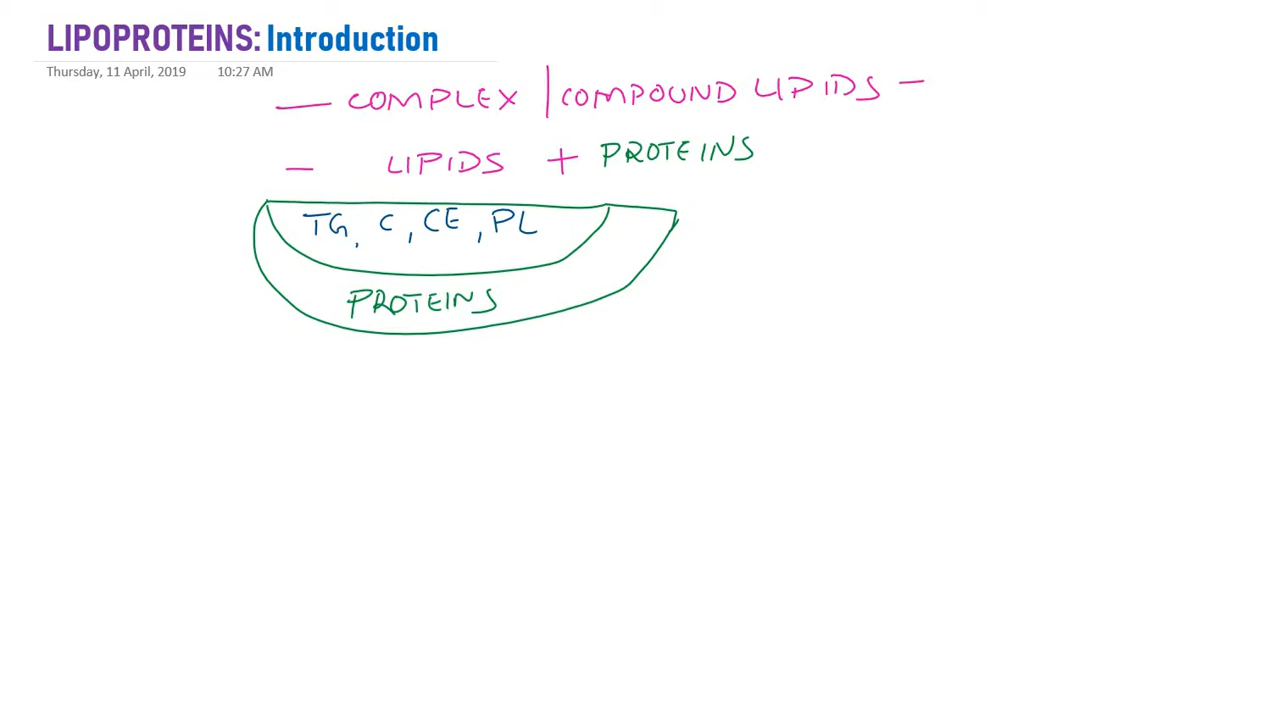 LIPOPROTEINS: Introduction
Thursday, 11 April, 2019 10:27 AM
— COMPLEX | COMPOUND LIPIDS —
— LIPIDS + PROTEINS
TG, C, CE, PL
PROTEINS